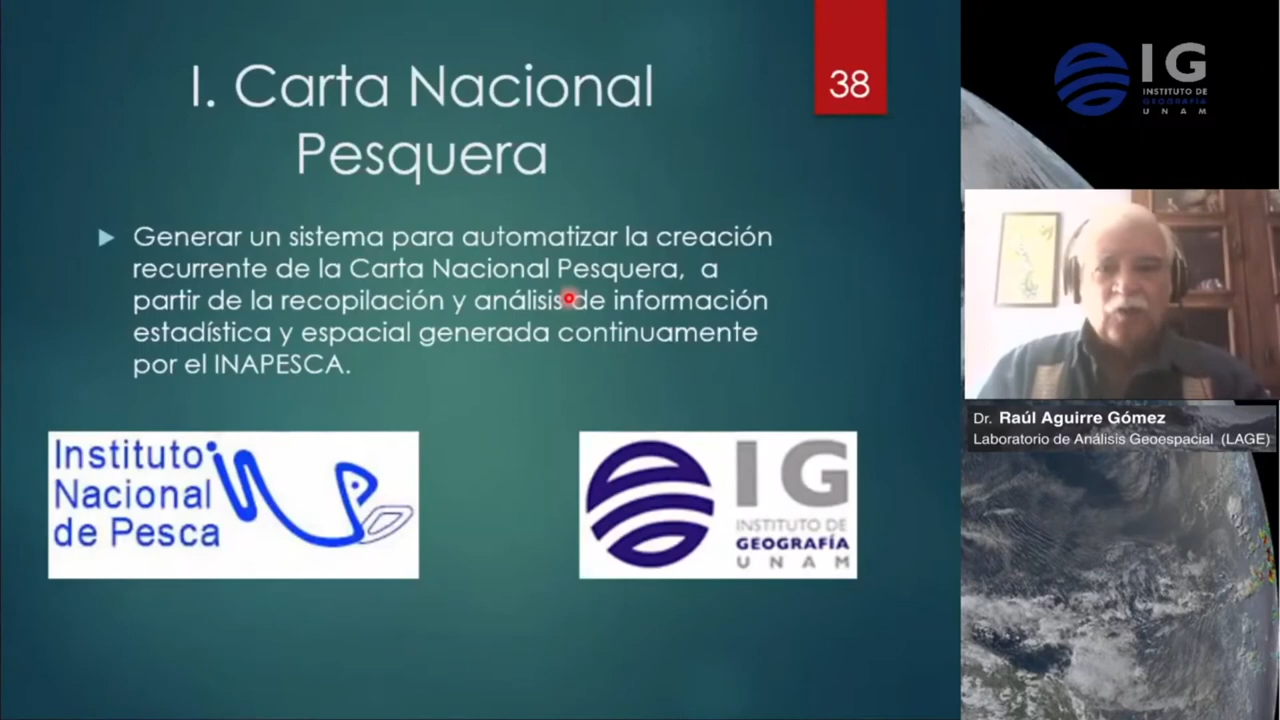 I. Carta Nacional
Pesquera
38
Generar un sistema para automatizar la creación
recurrente de la Carta Nacional Pesquera, a
partir de la recopilación y análisis de información
estadística y espacial generada continuamente
por el INAPESCA.
Instituto
Nacional
de Pesca
inp
IG
INSTITUTO DE
GEOGRAFÍA
UNAM
IG
INSTITUTO DE
GEOGRAFÍA
UNAM
Dr. Raúl Aguirre Gómez
Laboratorio de Análisis Geoespacial (LAGE)